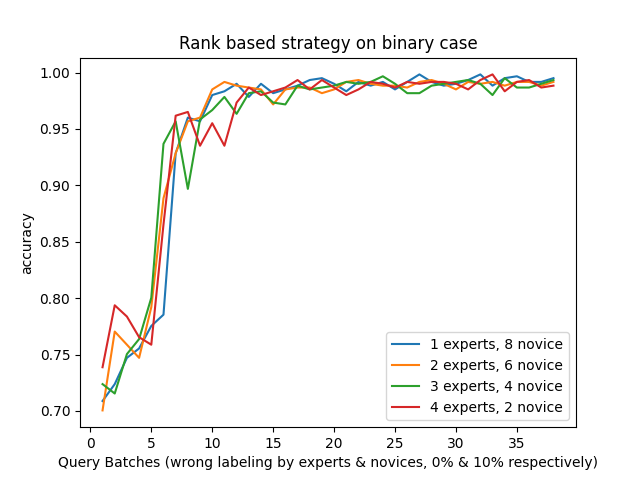 Rank based strategy on binary case
1.00
0.95
0.90
0.85
0.80
0.75
0.70
accuracy
1 experts, 8 novice
2 experts, 6 novice
3 experts, 4 novice
4 experts, 2 novice
0 5 10 15 20 25 30 35
Query Batches (wrong labeling by experts & novices, 0% & 10% respectively)